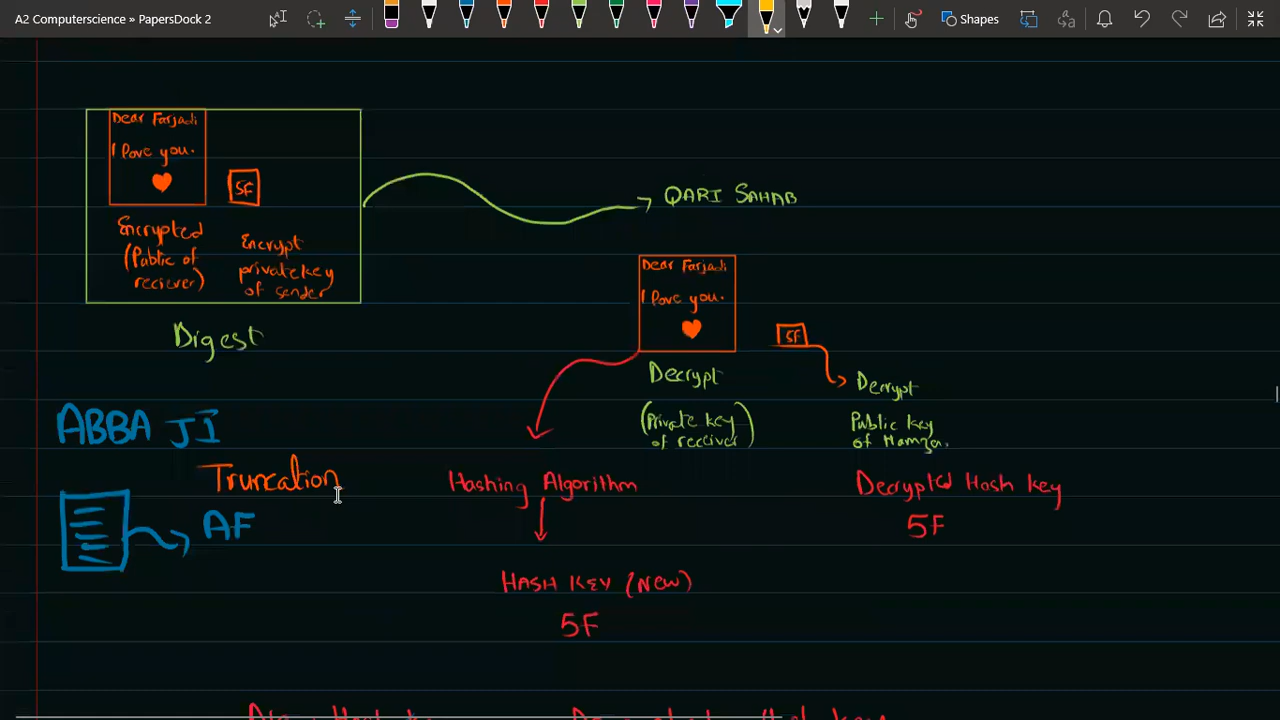 A2 Computerscience » PapersDock 2
Shapes
Dear Farjadi
I love you.
5F
Encrypted
(Public of
reciever)
Encrypt
private key
of sender
Digest
QARI SAHAB
Dear Farjadi
I love you.
5F
Decrypt
(Private key
of reciever)
Decrypt
Public key
of Hamza.
ABBA JI
Truncation
AF
Hashing Algorithm
HASH KEY (NEW)
5F
Decrypted Hash key
5F